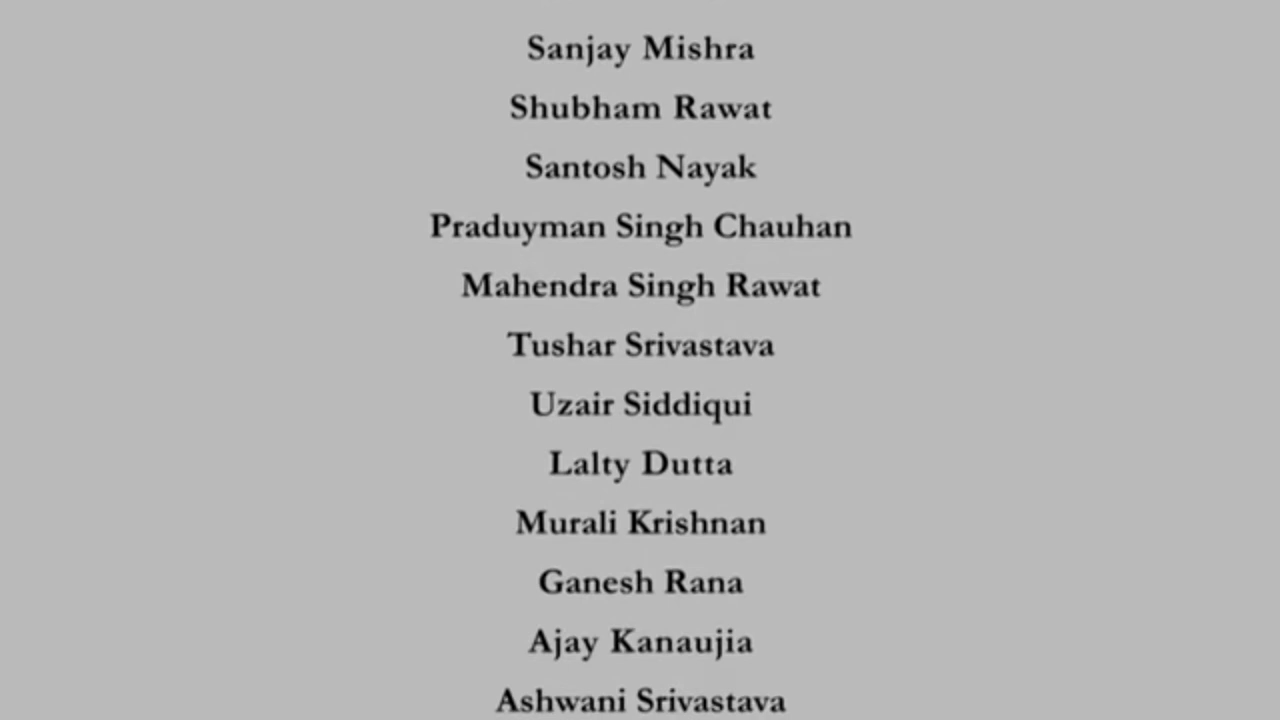 Sanjay Mishra
Shubham Rawat
Santosh Nayak
Praduyman Singh Chauhan
Mahendra Singh Rawat
Tushar Srivastava
Uzair Siddiqui
Lalty Dutta
Murali Krishnan
Ganesh Rana
Ajay Kanaujia
Ashwani Srivastava